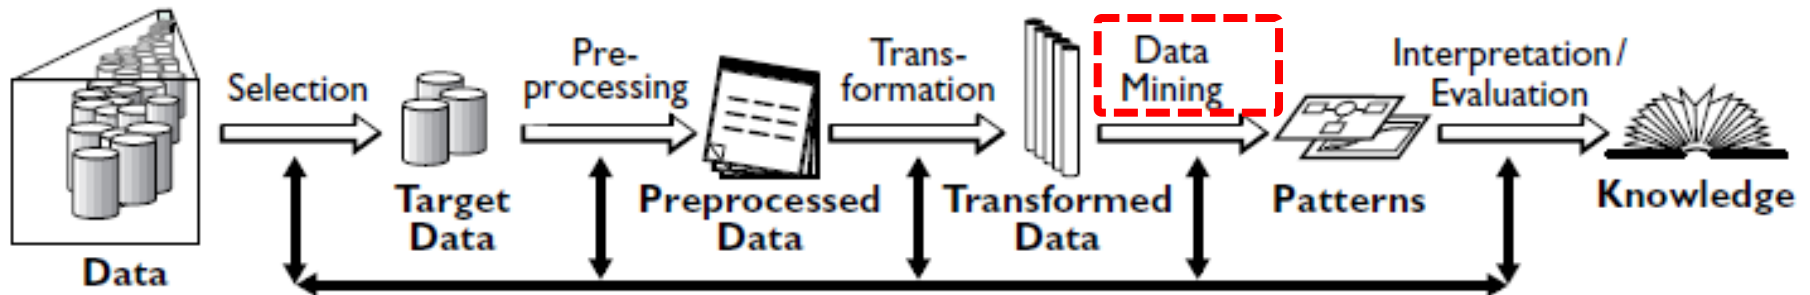 Data
Selection
Target
Data
Pre-
processing
Preprocessed
Data
Trans-
formation
Transformed
Data
Data
Mining
Patterns
Interpretation/
Evaluation
Knowledge